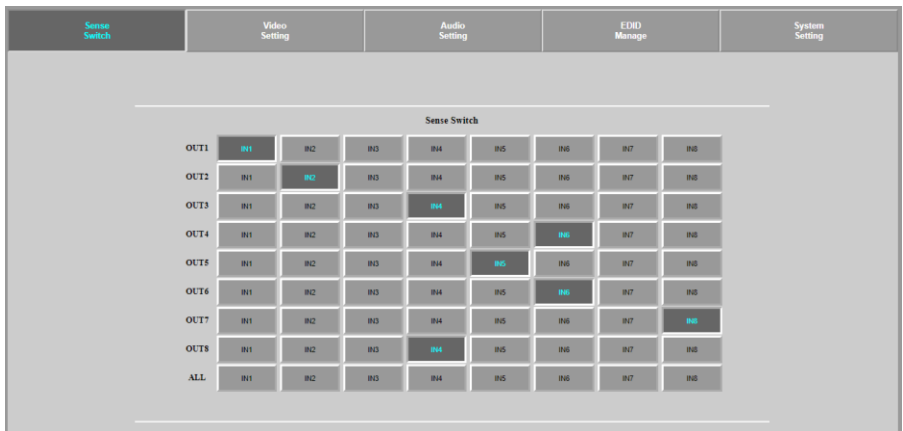 Sense
Switch
Video
Setting
Audio
Setting
EDID
Manage
System
Setting
Sense Switch
OUT1 IN1 IN2 IN3 IN4 IN5 IN6 IN7 IN8
OUT2 IN1 IN2 IN3 IN4 IN5 IN6 IN7 IN8
OUT3 IN1 IN2 IN3 IN4 IN5 IN6 IN7 IN8
OUT4 IN1 IN2 IN3 IN4 IN5 IN6 IN7 IN8
OUT5 IN1 IN2 IN3 IN4 IN5 IN6 IN7 IN8
OUT6 IN1 IN2 IN3 IN4 IN5 IN6 IN7 IN8
OUT7 IN1 IN2 IN3 IN4 IN5 IN6 IN7 IN8
OUT8 IN1 IN2 IN3 IN4 IN5 IN6 IN7 IN8
ALL IN1 IN2 IN3 IN4 IN5 IN6 IN7 IN8